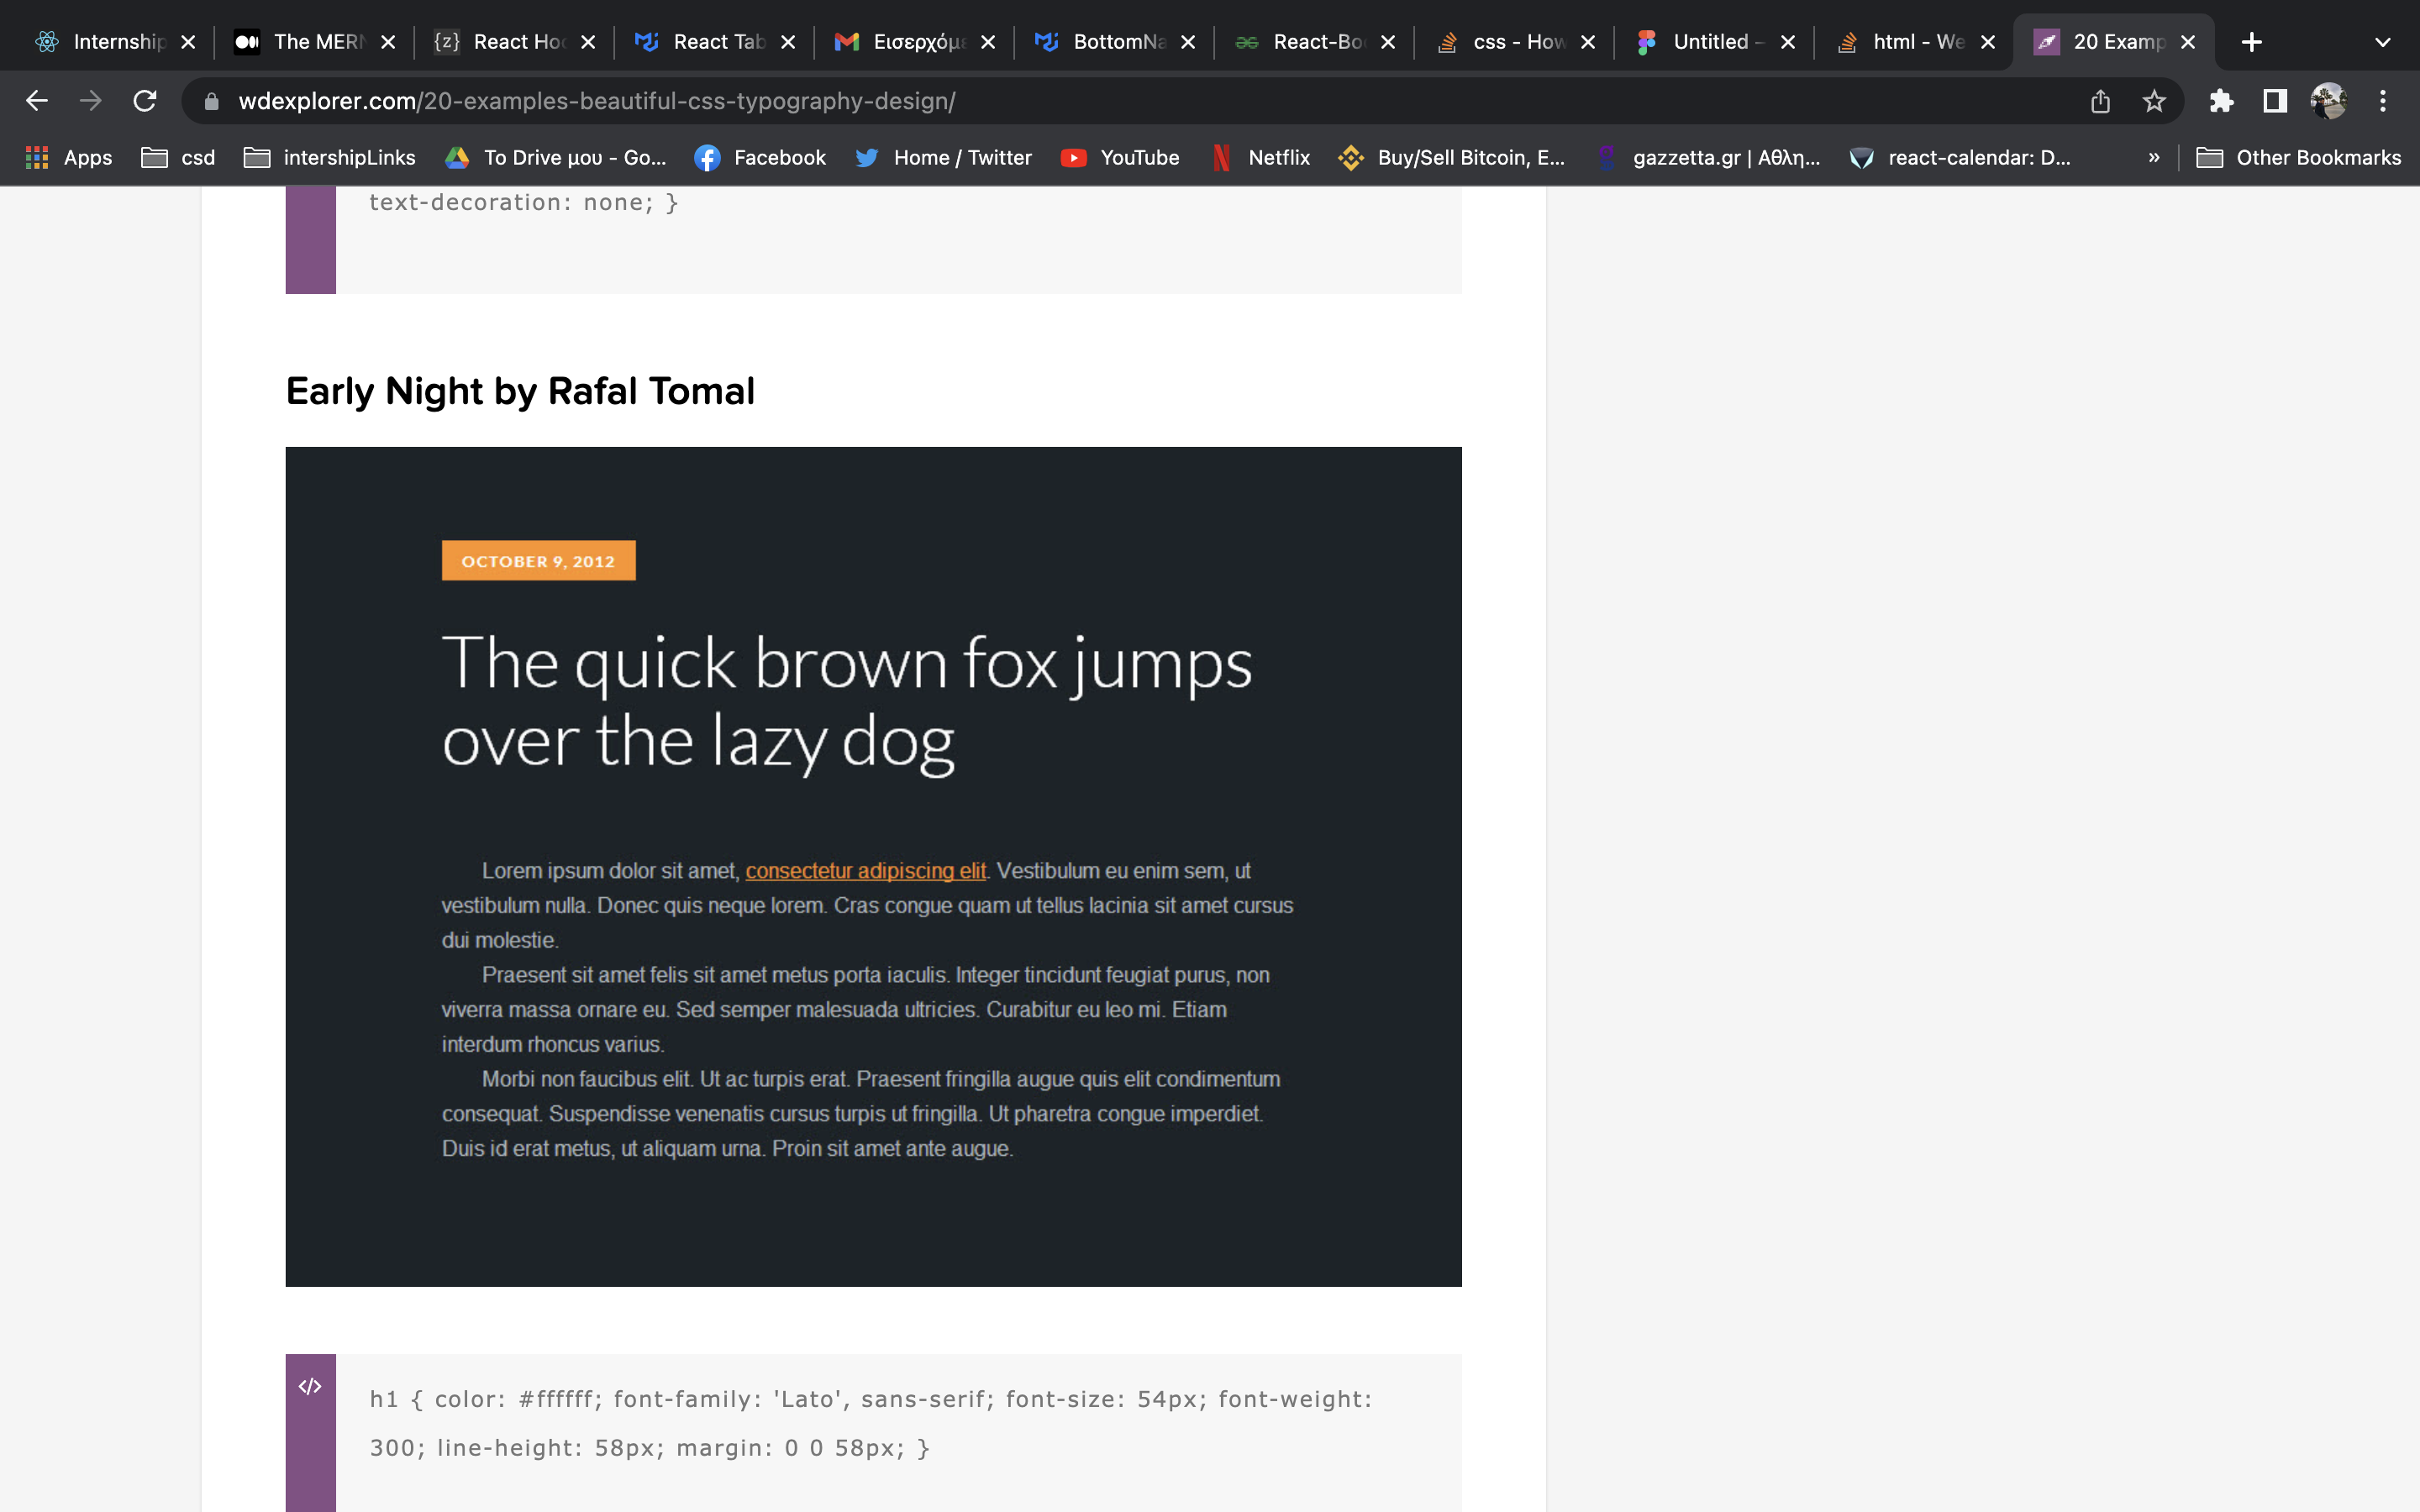 Internship
The MERN
{z} React Hoo
React Tab
Εισερχόμε
BottomNa
React-Boo
css - How
Untitled –
html - We
20 Examp
wdexplorer.com/20-examples-beautiful-css-typography-design/
Apps
csd
intershipLinks
To Drive μου - Go...
Facebook
Home / Twitter
YouTube
Netflix
Buy/Sell Bitcoin, E...
gazzetta.gr | Αθλη...
react-calendar: D...
»
Other Bookmarks
text-decoration: none; }
Early Night by Rafal Tomal
OCTOBER 9, 2012
The quick brown fox jumps
over the lazy dog
Lorem ipsum dolor sit amet, consectetur adipiscing elit. Vestibulum eu enim sem, ut
vestibulum nulla. Donec quis neque lorem. Cras congue quam ut tellus lacinia sit amet cursus
dui molestie.
Praesent sit amet felis sit amet metus porta iaculis. Integer tincidunt feugiat purus, non
viverra massa ornare eu. Sed semper malesuada ultricies. Curabitur eu leo mi. Etiam
interdum rhoncus varius.
Morbi non faucibus elit. Ut ac turpis erat. Praesent fringilla augue quis elit condimentum
consequat. Suspendisse venenatis cursus turpis ut fringilla. Ut pharetra congue imperdiet.
Duis id erat metus, ut aliquam urna. Proin sit amet ante augue.
</>
h1 { color: #ffffff; font-family: 'Lato', sans-serif; font-size: 54px; font-weight:
300; line-height: 58px; margin: 0 0 58px; }